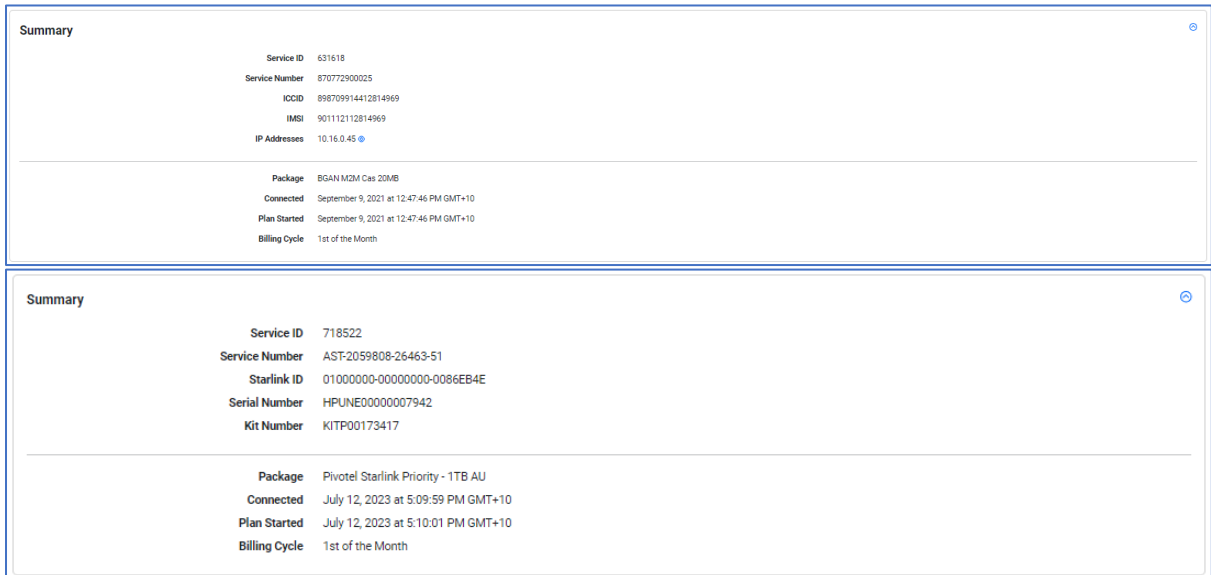 Summary
Service ID 631618
Service Number 870772900025
ICCID 898709914412814969
IMSI 901112112814969
IP Addresses 10.16.0.45
Package BGAN M2M Cas 20MB
Connected September 9, 2021 at 12:47:46 PM GMT+10
Plan Started September 9, 2021 at 12:47:46 PM GMT+10
Billing Cycle 1st of the Month
Summary
Service ID 718522
Service Number AST-2059808-26463-51
Starlink ID 01000000-00000000-0086EB4E
Serial Number HPUNE00000007942
Kit Number KITP00173417
Package Pivotel Starlink Priority - 1TB AU
Connected July 12, 2023 at 5:09:59 PM GMT+10
Plan Started July 12, 2023 at 5:10:01 PM GMT+10
Billing Cycle 1st of the Month